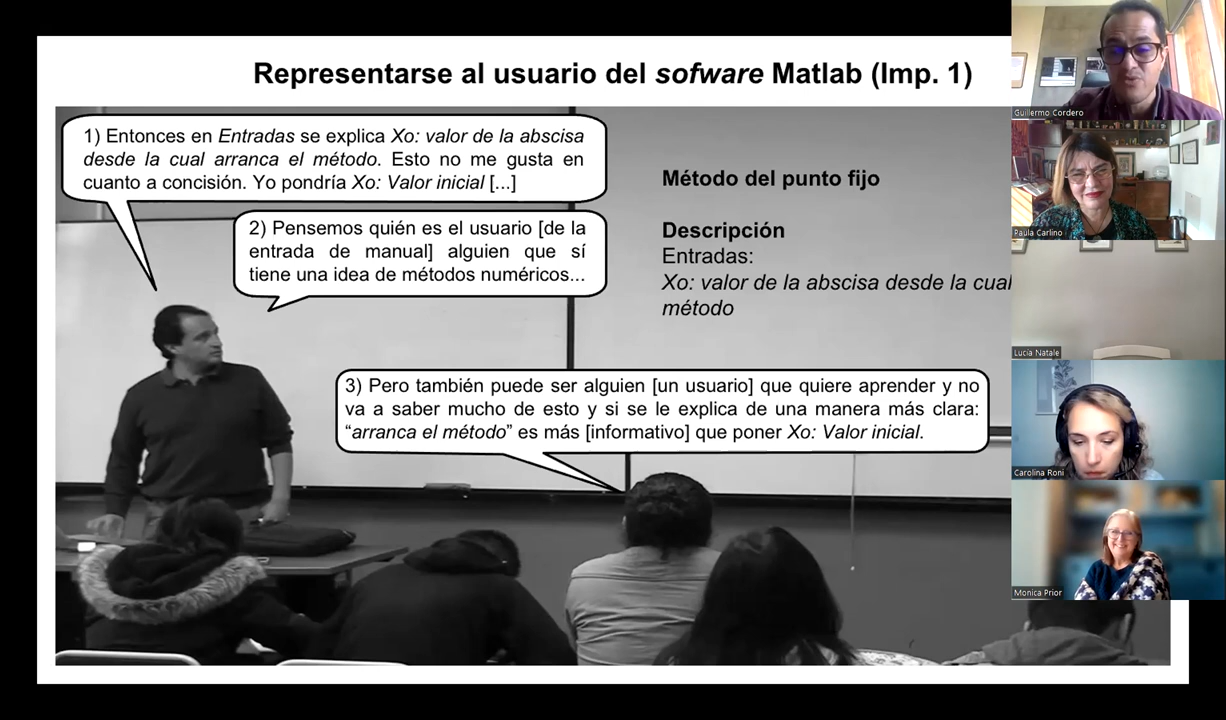 Representarse al usuario del sofware Matlab (Imp. 1)
1) Entonces en Entradas se explica Xo: valor de la abscisa
desde la cual arranca el método. Esto no me gusta en
cuanto a concisión. Yo pondría Xo: Valor inicial [...]
2) Pensemos quién es el usuario [de la
entrada de manual] alguien que sí
tiene una idea de métodos numéricos...
Método del punto fijo
Descripción
Entradas:
Xo: valor de la abscisa desde la cual
método
3) Pero también puede ser alguien [un usuario] que quiere aprender y no
va a saber mucho de esto y si se le explica de una manera más clara:
“arranca el método” es más [informativo] que poner Xo: Valor inicial.
Guillermo Cordero
Paula Carlino
Lucía Natale
Carolina Roni
Monica Prior